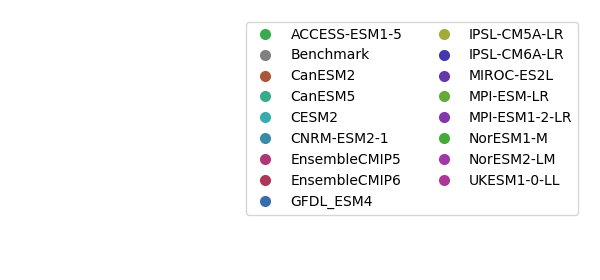 ACCESS-ESM1-5
Benchmark
CanESM2
CanESM5
CESM2
CNRM-ESM2-1
EnsembleCMIP5
EnsembleCMIP6
GFDL_ESM4
IPSL-CM5A-LR
IPSL-CM6A-LR
MIROC-ES2L
MPI-ESM-LR
MPI-ESM1-2-LR
NorESM1-M
NorESM2-LM
UKESM1-0-LL